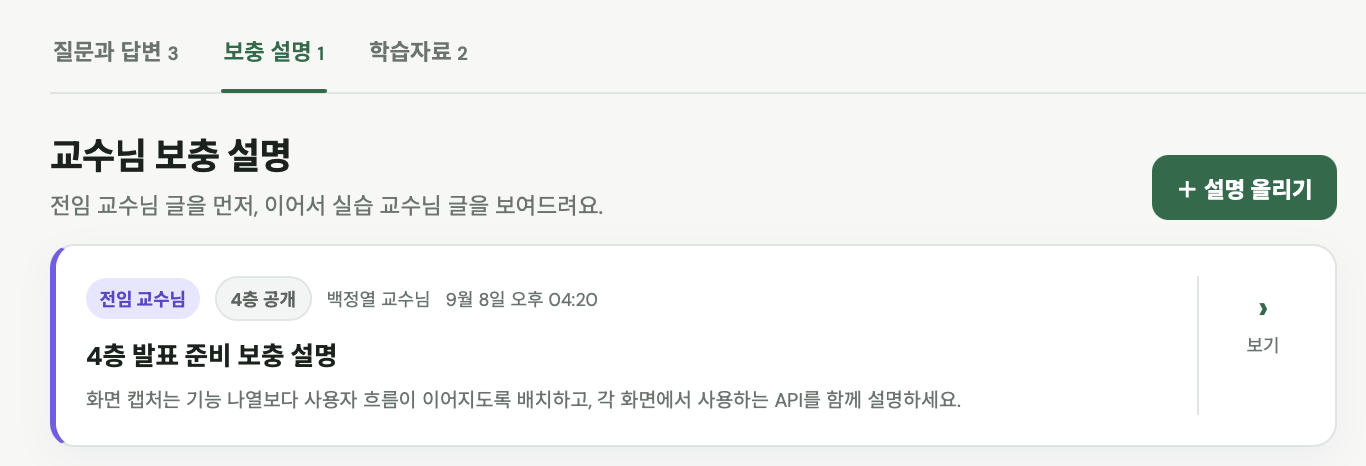 질문과 답변 3 보충 설명 1 학습자료 2
교수님 보충 설명
전임 교수님 글을 먼저, 이어서 실습 교수님 글을 보여드려요.
+ 설명 올리기
전임 교수님 4층 공개 백정열 교수님 9월 8일 오후 04:20
4층 발표 준비 보충 설명
화면 캡처는 기능 나열보다 사용자 흐름이 이어지도록 배치하고, 각 화면에서 사용하는 API를 함께 설명하세요.
보기